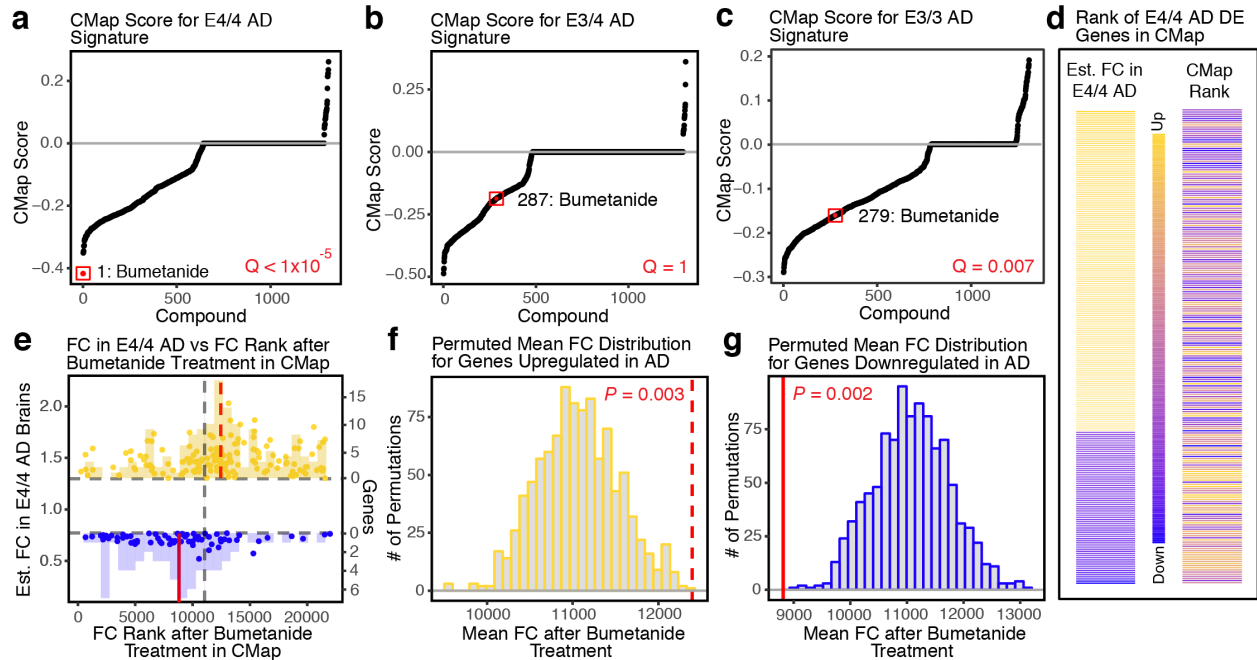 a
CMap Score for E4/4 AD
Signature
CMap Score
0.2
0.0
−0.2
−0.4
1: Bumetanide
Q < 1x10-5
0
500
1000
Compound
b
CMap Score for E3/4 AD
Signature
CMap Score
0.25
0.00
−0.25
−0.50
287: Bumetanide
Q = 1
0
500
1000
Compound
c
CMap Score for E3/3 AD
Signature
CMap Score
0.2
0.1
0.0
−0.1
−0.2
−0.3
279: Bumetanide
Q = 0.007
0
500
1000
Compound
d
Rank of E4/4 AD DE
Genes in CMap
Est. FC in
E4/4 AD
CMap
Rank
Up
Down
e
FC in E4/4 AD vs FC Rank after
Bumetanide Treatment in CMap
Est. FC in E4/4 AD Brains
2.0
1.5
1.0
0.5
15
10
5
0
0
2
4
6
Genes
0
5000
10000
15000
20000
FC Rank after Bumetanide
Treatment in CMap
f
Permuted Mean FC Distribution
for Genes Upregulated in AD
P = 0.003
# of Permutations
75
50
25
0
10000
11000
12000
Mean FC after Bumetanide
Treatment
g
Permuted Mean FC Distribution
for Genes Downregulated in AD
P = 0.002
# of Permutations
75
50
25
0
9000
10000
11000
12000
13000
Mean FC after Bumetanide
Treatment